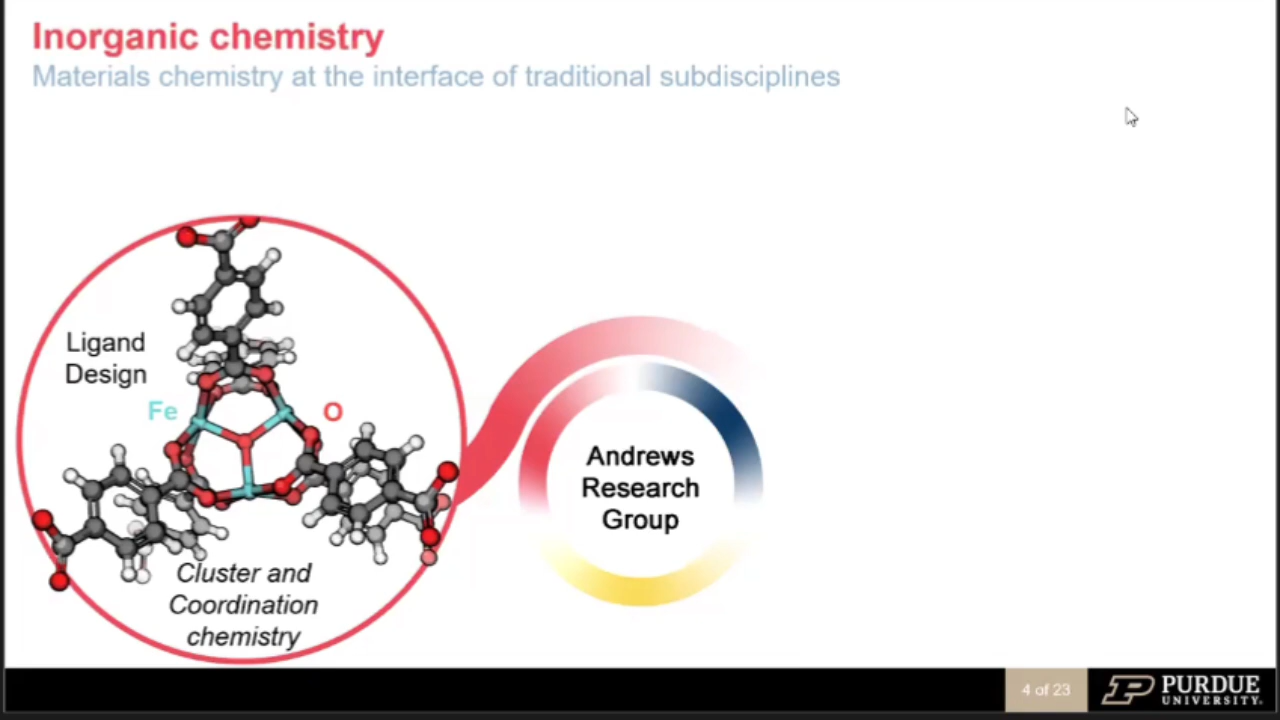 Inorganic chemistry
Materials chemistry at the interface of traditional subdisciplines
Ligand
Design
Fe
O
Cluster and
Coordination
chemistry
Andrews
Research
Group
4 of 23
PURDUE
UNIVERSITY.